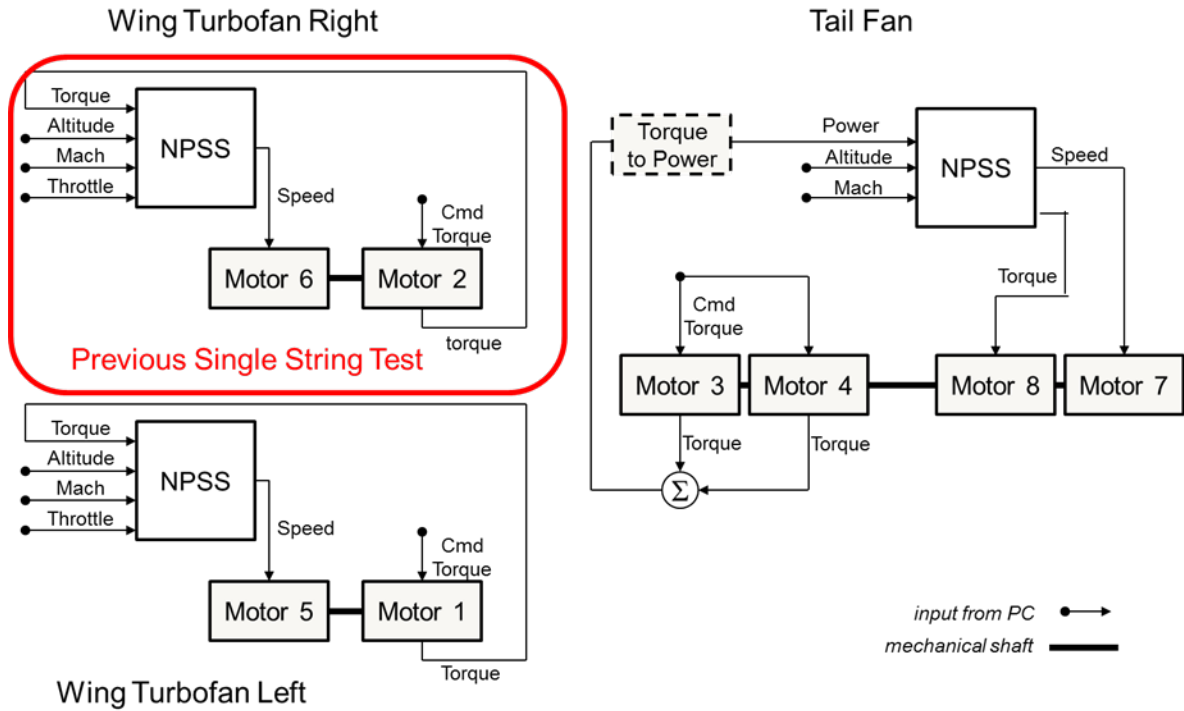 Wing Turbofan Right
Torque
Altitude
Mach
Throttle
NPSS
Speed
Cmd
Torque
Motor 6
Motor 2
torque
Previous Single String Test
Torque
Altitude
Mach
Throttle
NPSS
Speed
Cmd
Torque
Motor 5
Motor 1
Torque
Wing Turbofan Left
Tail Fan
Torque
to Power
Power
Altitude
Mach
NPSS
Speed
Torque
Cmd
Torque
Motor 3
Motor 4
Motor 8
Motor 7
Torque
Torque
Σ
input from PC
mechanical shaft